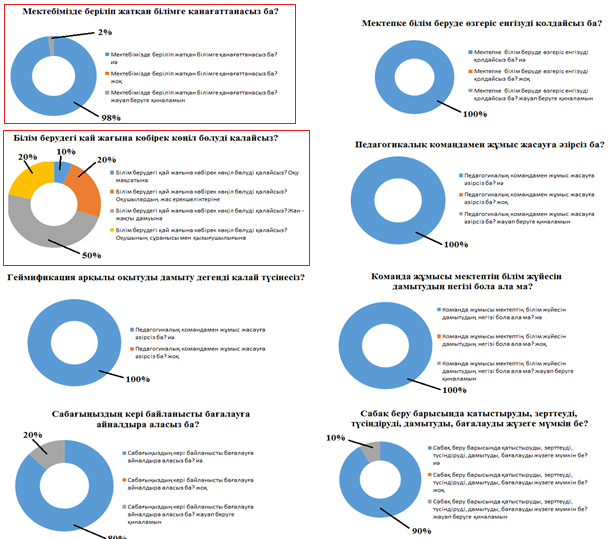 Мектебімізде беріліп жатқан білімге қанағаттанасыз ба?
2%
Мектебімізде беріліп жатқан білімге қанағаттанасыз ба?
иә
Мектебімізде беріліп жатқан білімге қанағаттанасыз ба?
жоқ
Мектебімізде беріліп жатқан білімге қанағаттанасыз ба?
жауап беруге қиналамын
98%
Мектепке білім беруде өзгеріс енгізуді қолдайсыз ба?
Мектепке білім беруде өзгеріс енгізуді
қолдайсыз ба? иә
Мектепке білім беруде өзгеріс енгізуді
қолдайсыз ба? жоқ
Мектепке білім беруде өзгеріс енгізуді
қолдайсыз ба? жауап беруге қиналамын
100%
Білім берудегі қай жағына көбірек көңіл бөлуді қалайсыз?
20%
10%
20%
Білім берудегі қай жағына көбірек көңіл бөлуді қалайсыз? Оқу
мақсатына
Білім берудегі қай жағына көбірек көңіл бөлуді қалайсыз?
Оқушылардың жас ерекшеліктеріне
Білім берудегі қай жағына көбірек көңіл бөлуді қалайсыз? Жан -
жақты дамуына
Білім берудегі қай жағына көбірек көңіл бөлуді қалайсыз?
Оқушының сұранысы мен қызығушылығына
50%
Педагогикалық командамен жұмыс жасауға әзірсіз ба?
Педагогикалық командамен жұмыс жасауға
әзірсіз ба? иә
Педагогикалық командамен жұмыс жасауға
әзірсіз ба? жоқ
Педагогикалық командамен жұмыс жасауға
әзірсіз ба? жауап беруге қиналамын
100%
Геймификация арқылы оқытуды дамыту дегенді қалай түсінесіз?
Педагогикалық командамен жұмыс жасауға
әзірсіз ба? иә
Педагогикалық командамен жұмыс жасауға
әзірсіз ба? жоқ
100%
Команда жұмысы мектептің білім жүйесін
дамытудың негізі бола ала ма?
Команда жұмысы мектептің білім жүйесін
дамытудың негізі бола ала ма? иә
Команда жұмысы мектептің білім жүйесін
дамытудың негізі бола ала ма? жоқ
Команда жұмысы мектептің білім жүйесін
дамытудың негізі бола ала ма? жауап беруге
қиналамын
100%
Сабағыңыздың кері байланысты бағалауға
айналдыра аласыз ба?
20%
Сабағыңыздың кері байланысты бағалауға
айналдыра аласыз ба? иә
Сабағыңыздың кері байланысты бағалауға
айналдыра аласыз ба? жоқ
Сабағыңыздың кері байланысты бағалауға
айналдыра аласыз ба? жауап беруге
қиналамын
80%
Сабақ беру барысында қатыстыруды, зерттеуді,
түсіндіруді, дамытуды, бағалауды жүзеге мүмкін бе?
10%
Сабақ беру барысында қатыстыруды, зерттеуді,
түсіндіруді, дамытуды, бағалауды жүзеге мүмкін бе?
иә
Сабақ беру барысында қатыстыруды, зерттеуді,
түсіндіруді, дамытуды, бағалауды жүзеге мүмкін бе?
жоқ
Сабақ беру барысында қатыстыруды, зерттеуді,
түсіндіруді, дамытуды, бағалауды жүзеге мүмкін бе?
жауап беруге қиналамын
90%